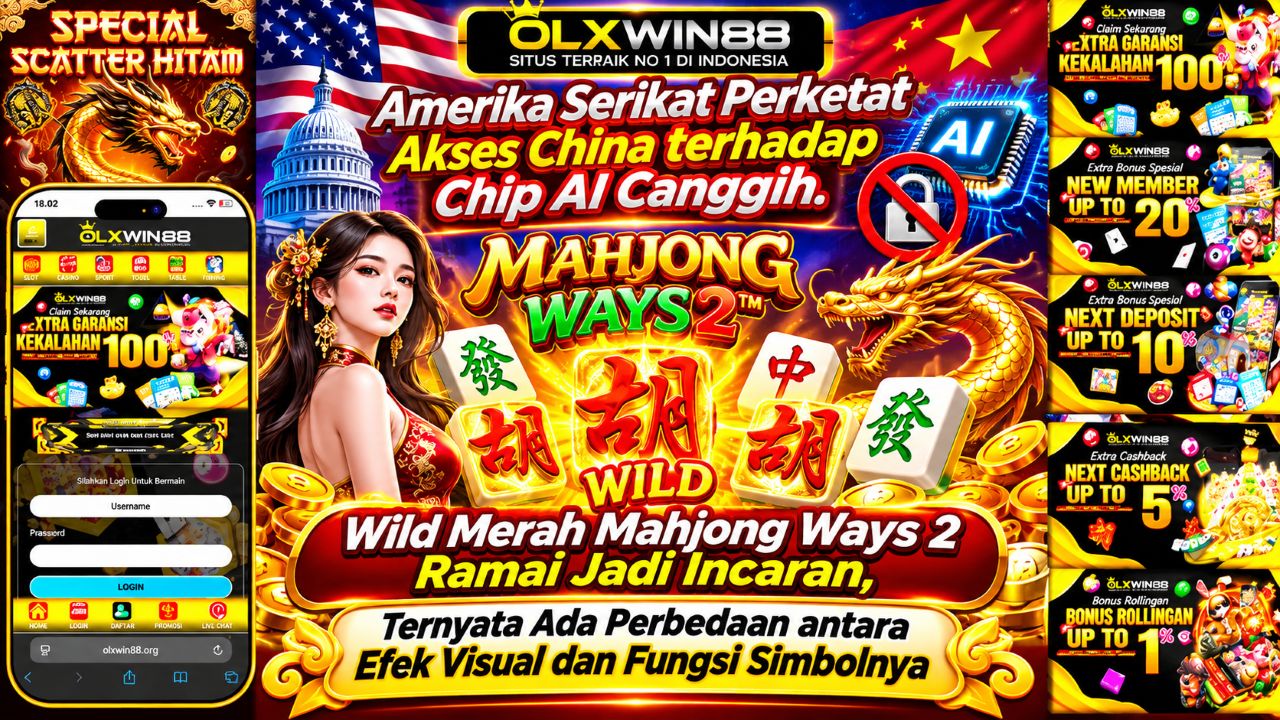 SPECIAL
SCATTER HITAM
18.02
OLXWIN88
SLOT CASINO SPORT TOGEL TABLE FISHING
OLXWIN88
Claim Sekarang
EXTRA GARANSI
KEKALAHAN 100%
Silahkan Login Untuk Bermain
Username
LOGIN
HOME LOGIN DAFTAR PROMOSI LIVE CHAT
olxwin88.org
OLXWIN88
SITUS TERBAIK NO 1 DI INDONESIA
Amerika Serikat Perketat
Akses China terhadap
Chip AI Canggih.
AI
MAHJONG
WAYS 2™
發
中
胡
胡
胡
發
WILD
Wild Merah Mahjong Ways 2
Ramai Jadi Incaran,
Ternyata Ada Perbedaan antara
Efek Visual dan Fungsi Simbolnya
OLXWIN88
Claim Sekarang
EXTRA GARANSI
KEKALAHAN 100%
OLXWIN88
Extra Bonus Spesial
NEW MEMBER
UP TO 20%
OLXWIN88
Extra Bonus Spesial
NEXT DEPOSIT
UP TO 10%
OLXWIN88
Extra Cashback
NEXT CASHBACK
UP TO 5%
OLXWIN88
Bonus Rollingan
BONUS ROLLINGAN
UP TO 1%